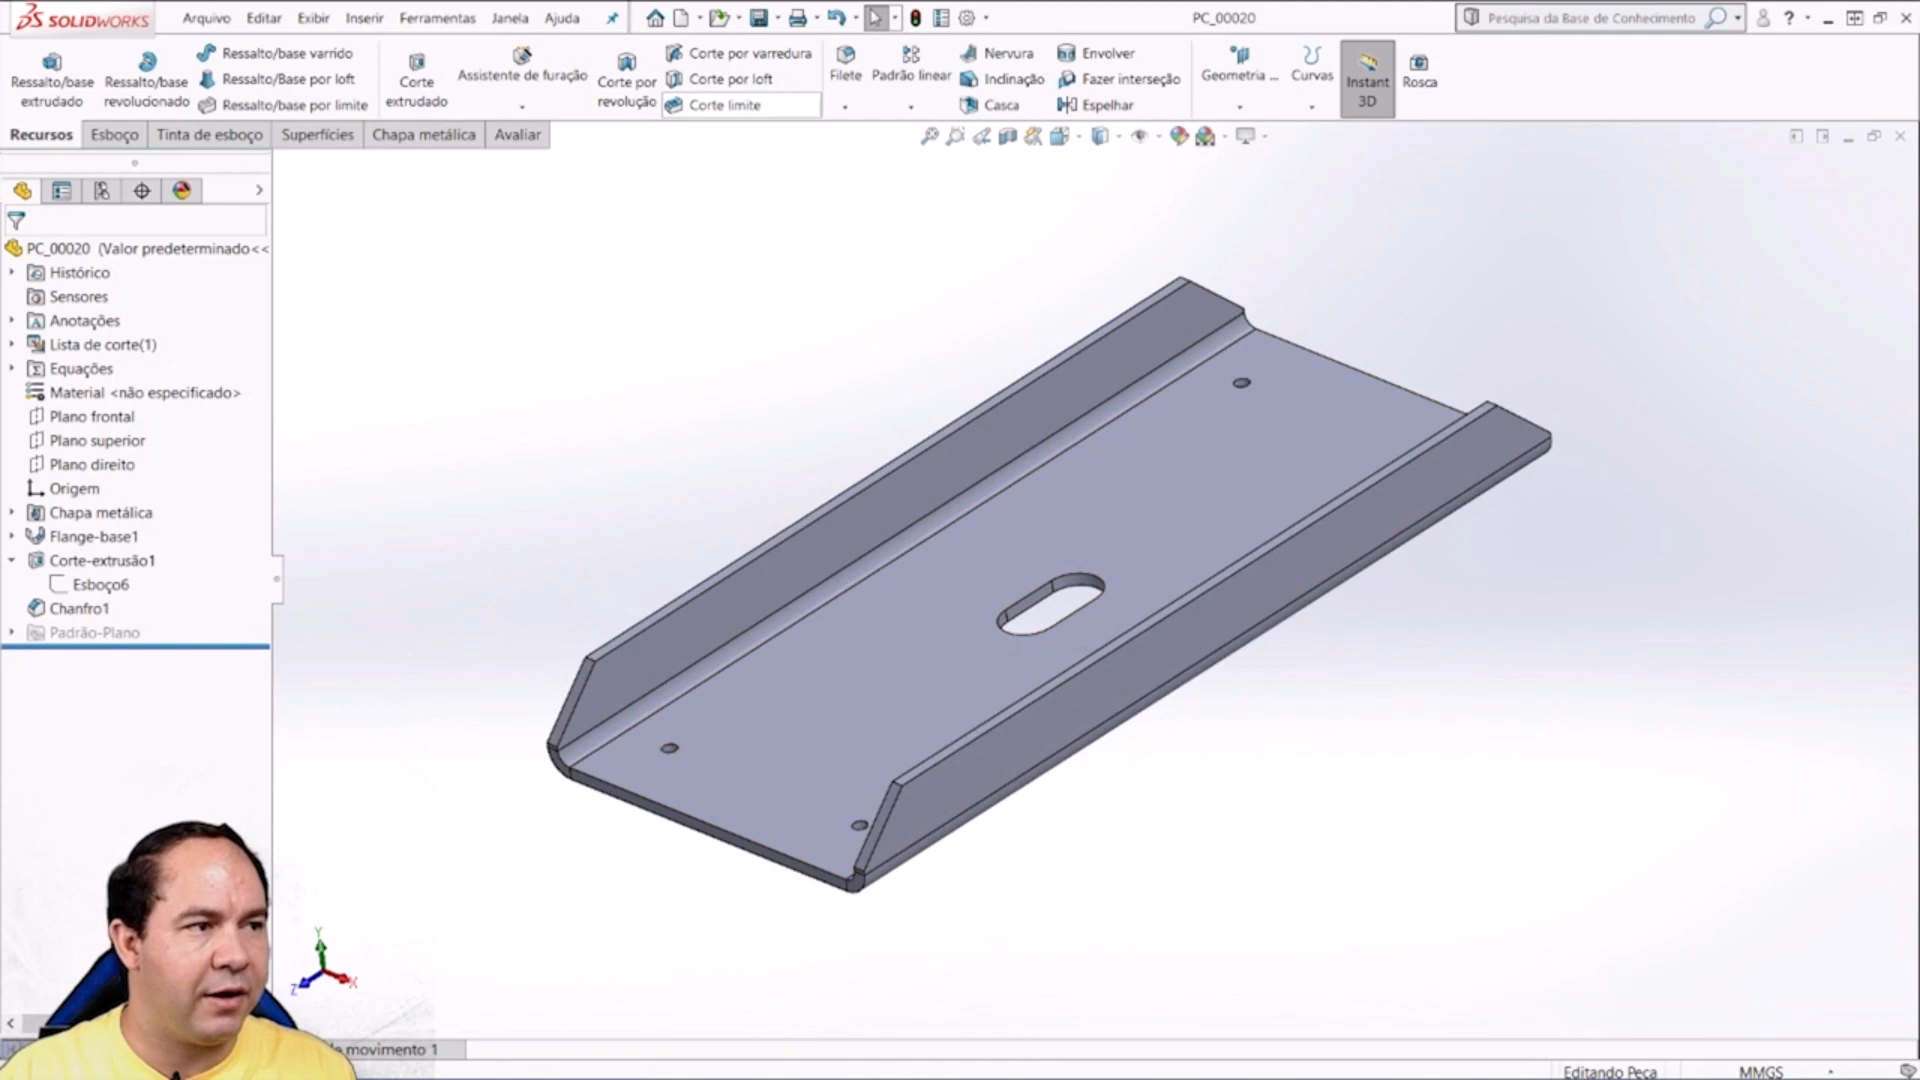 SOLIDWORKS
Arquivo Editar Exibir Inserir Ferramentas Janela Ajuda
PC_00020
Pesquisa da Base de Conhecimento
?
Ressalto/base extrudado
Ressalto/base revolucionado
Ressalto/base varrido
Ressalto/Base por loft
Ressalto/base por limite
Corte extrudado
Assistente de furação
Corte por revolução
Corte por varredura
Corte por loft
Corte limite
Filete
Padrão linear
Nervura
Inclinação
Casca
Envolver
Fazer interseção
Espelhar
Geometria ...
Curvas
Instant 3D
Rosca
Recursos Esboço Tinta de esboço Superfícies Chapa metálica Avaliar
PC_00020 (Valor predeterminado<<
Histórico
Sensores
Anotações
Lista de corte(1)
Equações
Material <não especificado>
Plano frontal
Plano superior
Plano direito
Origem
Chapa metálica
Flange-base1
Corte-extrusão1
Esboço6
Chanfro1
Padrão-Plano
Y
Z
X
movimento 1
Editando Peça
MMGS